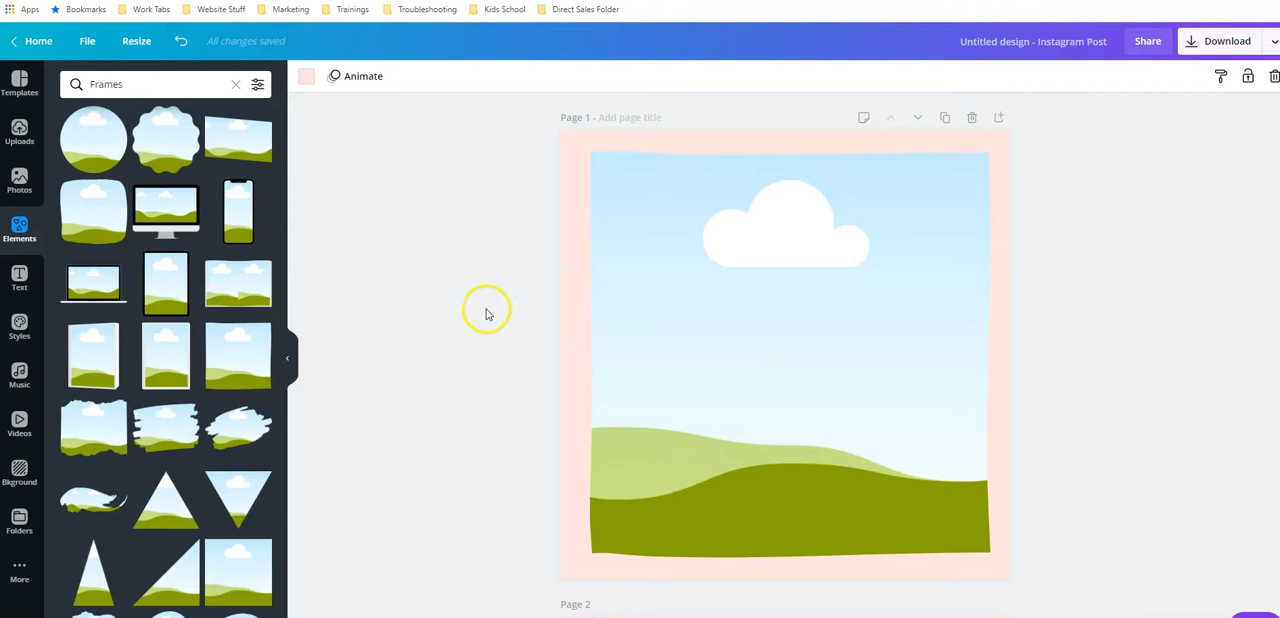 Apps Bookmarks Work Tabs Website Stuff Marketing Trainings Troubleshooting Kids School Direct Sales Folder
Home File Resize All changes saved Untitled design - Instagram Post Share Download
Animate
Templates
Uploads
Photos
Elements
Text
Styles
Music
Videos
Bkground
Folders
More
Frames
Page 1 - Add page title
Page 2